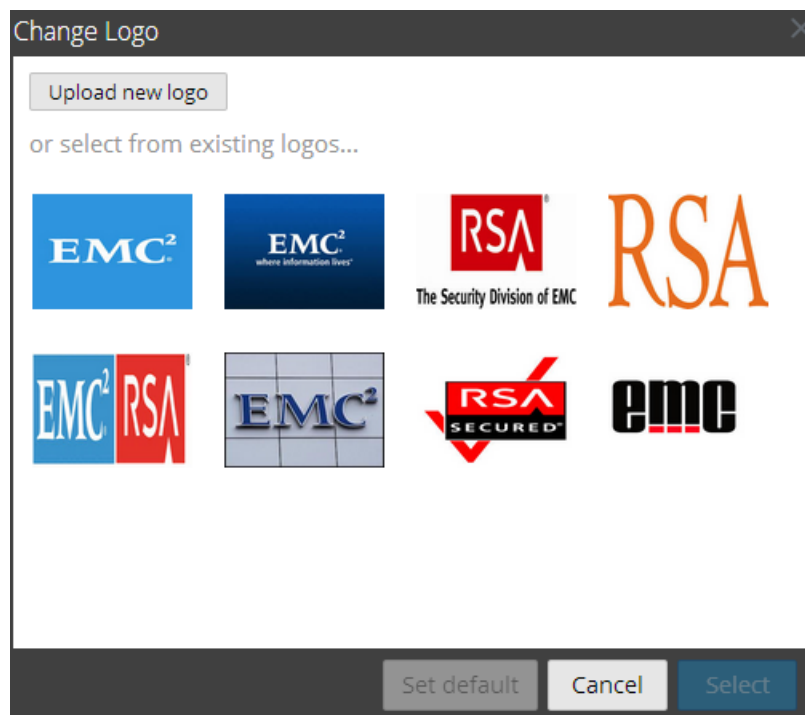 Change Logo
Upload new logo
or select from existing logos...
EMC²
EMC²
where information lives®
RSA®
The Security Division of EMC
RSA
EMC² RSA®
EMC²
RSA
SECURED®
emc
Set default Cancel Select